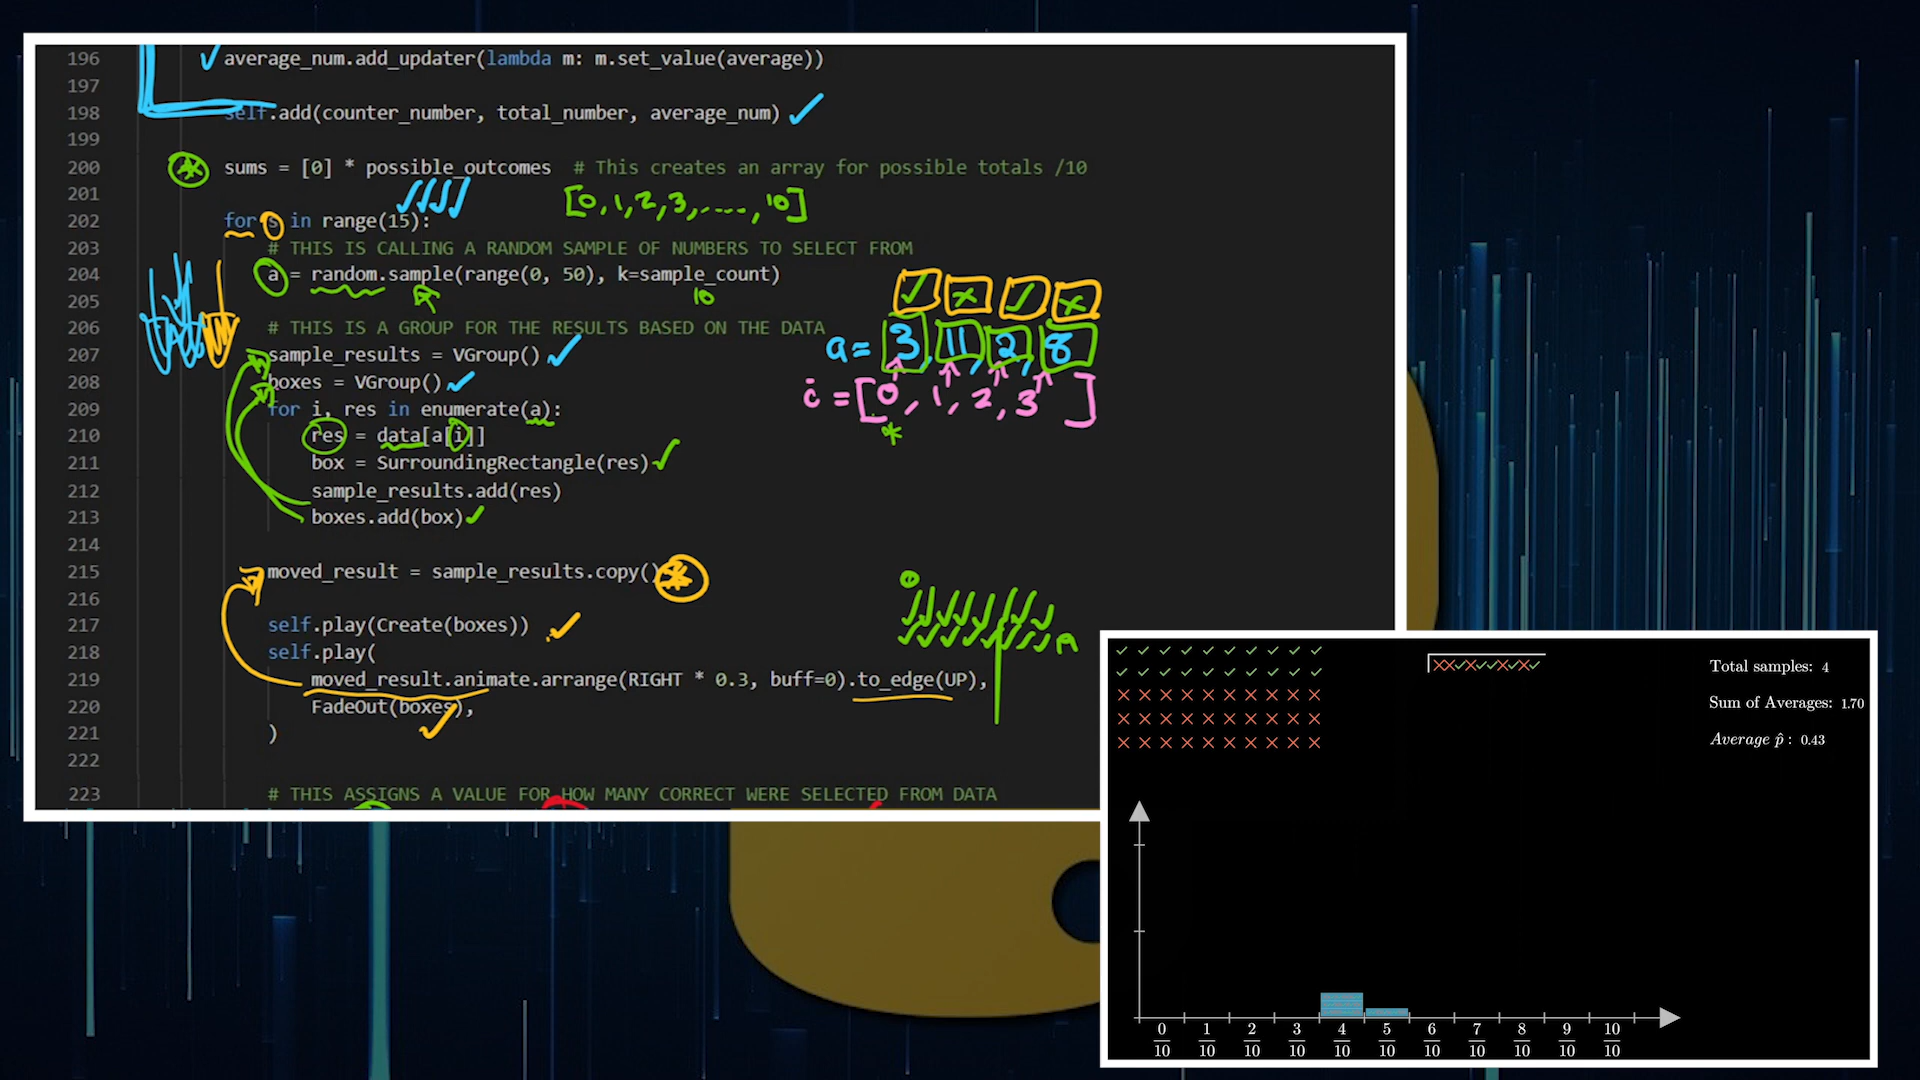 196 average_num.add_updater(lambda m: m.set_value(average))
197
198 self.add(counter_number, total_number, average_num)
199
200 sums = [0] * possible_outcomes # This creates an array for possible totals /10
201 [0,1,2,3,.....,10]
202 for s in range(15):
203 # THIS IS CALLING A RANDOM SAMPLE OF NUMBERS TO SELECT FROM
204 a = random.sample(range(0, 50), k=sample_count)
10
205
206 # THIS IS A GROUP FOR THE RESULTS BASED ON THE DATA
a = 3, 11, 2, 8
207 sample_results = VGroup()
208 boxes = VGroup()
i = [0, 1, 2, 3 ]
209 for i, res in enumerate(a):
210 res = data[a[i]]
211 box = SurroundingRectangle(res)
212 sample_results.add(res)
213 boxes.add(box)
214
215 moved_result = sample_results.copy()
216
217 self.play(Create(boxes))
218 self.play(
219 moved_result.animate.arrange(RIGHT * 0.3, buff=0).to_edge(UP),
220 FadeOut(boxes),
221 )
222
223 # THIS ASSIGNS A VALUE FOR HOW MANY CORRECT WERE SELECTED FROM DATA
Total samples: 4
Sum of Averages: 1.70
Average p̂ : 0.43
0/10 1/10 2/10 3/10 4/10 5/10 6/10 7/10 8/10 9/10 10/10